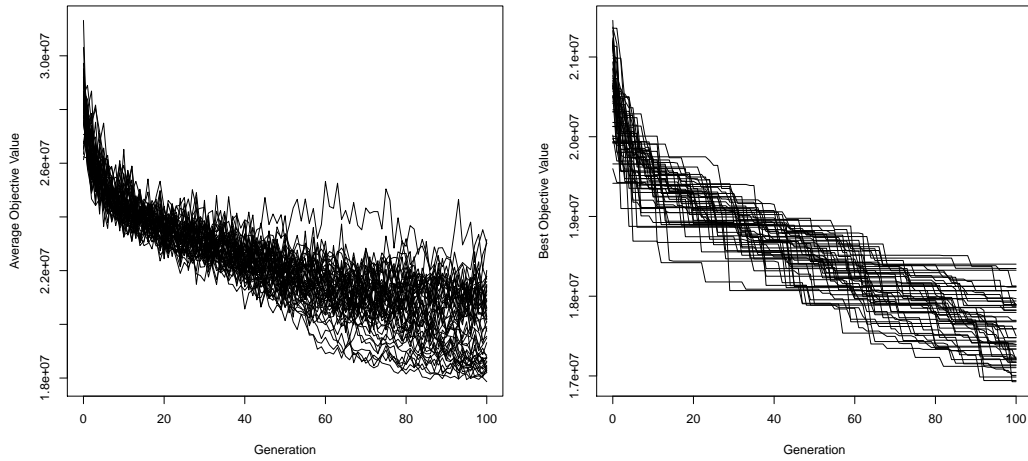 Average Objective Value
1.8e+07
2.2e+07
2.6e+07
3.0e+07
0
20
40
60
80
100
Generation
Best Objective Value
1.7e+07
1.8e+07
1.9e+07
2.0e+07
2.1e+07
0
20
40
60
80
100
Generation